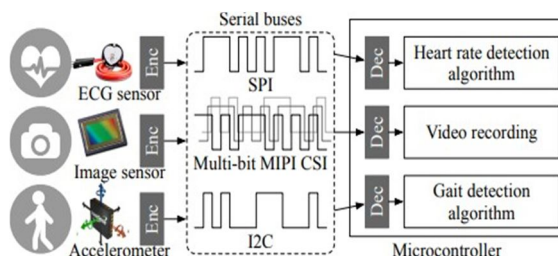 Serial buses
Enc
SPI
Dec
Heart rate detection
algorithm
ECG sensor
Enc
Multi-bit MIPI CSI
Dec
Video recording
Image sensor
Enc
I2C
Dec
Gait detection
algorithm
Accelerometer
Microcontroller